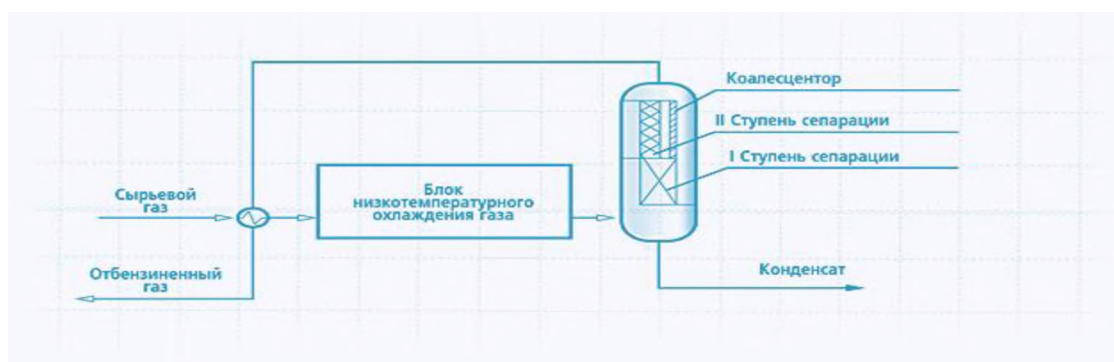 Коалесцентор
II Ступень сепарации
I Ступень сепарации
Сырьевой
газ
Блок
низкотемпературного
охлаждения газа
Отбензиненный
газ
Конденсат